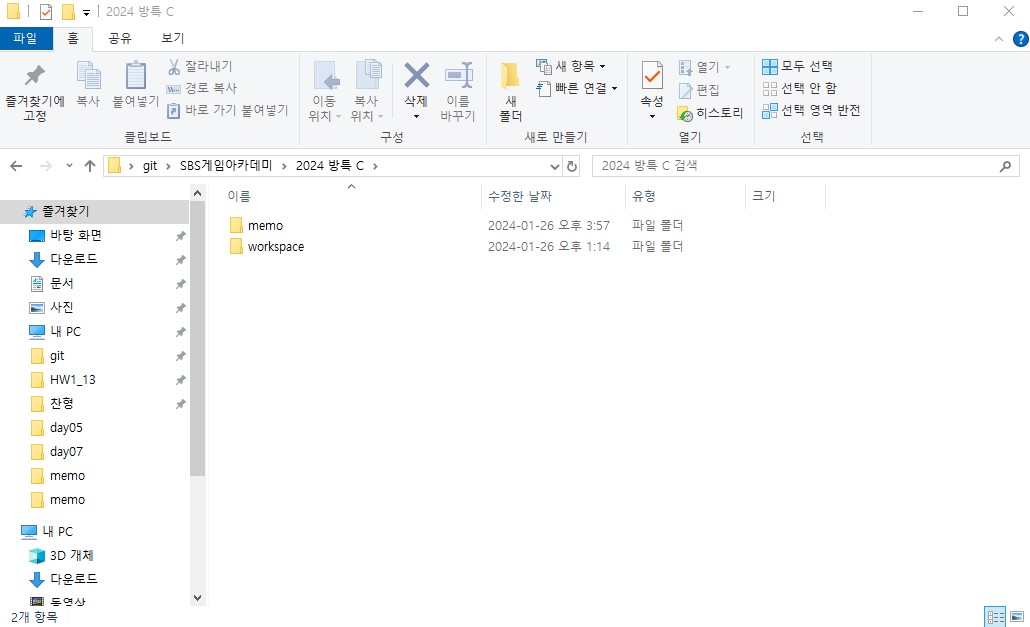 2024 방특 C
파일 홈 공유 보기
즐겨찾기에 고정
복사
붙여넣기
잘라내기
경로 복사
바로 가기 붙여넣기
클립보드
이동 위치
복사 위치
삭제
이름 바꾸기
구성
새 폴더
새 항목
빠른 연결
새로 만들기
속성
열기
편집
히스토리
열기
모두 선택
선택 안 함
선택 영역 반전
선택
git › SBS게임아카데미 › 2024 방특 C ›
2024 방특 C 검색
즐겨찾기
바탕 화면
다운로드
문서
사진
내 PC
git
HW1_13
찬형
day05
day07
memo
memo
내 PC
3D 개체
다운로드
동영상
이름 수정한 날짜 유형 크기
memo 2024-01-26 오후 3:57 파일 폴더
workspace 2024-01-26 오후 1:14 파일 폴더
2개 항목